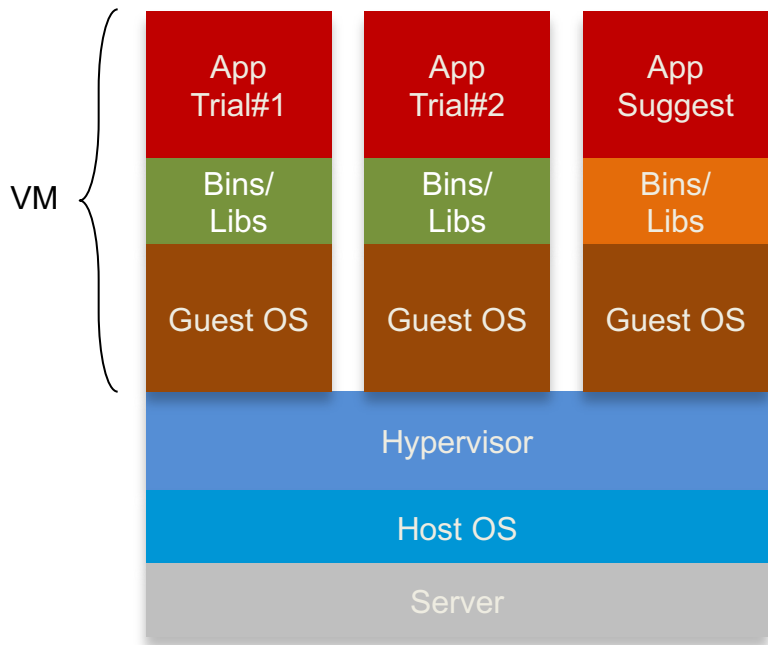 App
Trial#1
App
Trial#2
App
Suggest
VM
Bins/
Libs
Bins/
Libs
Bins/
Libs
Guest OS
Guest OS
Guest OS
Hypervisor
Host OS
Server